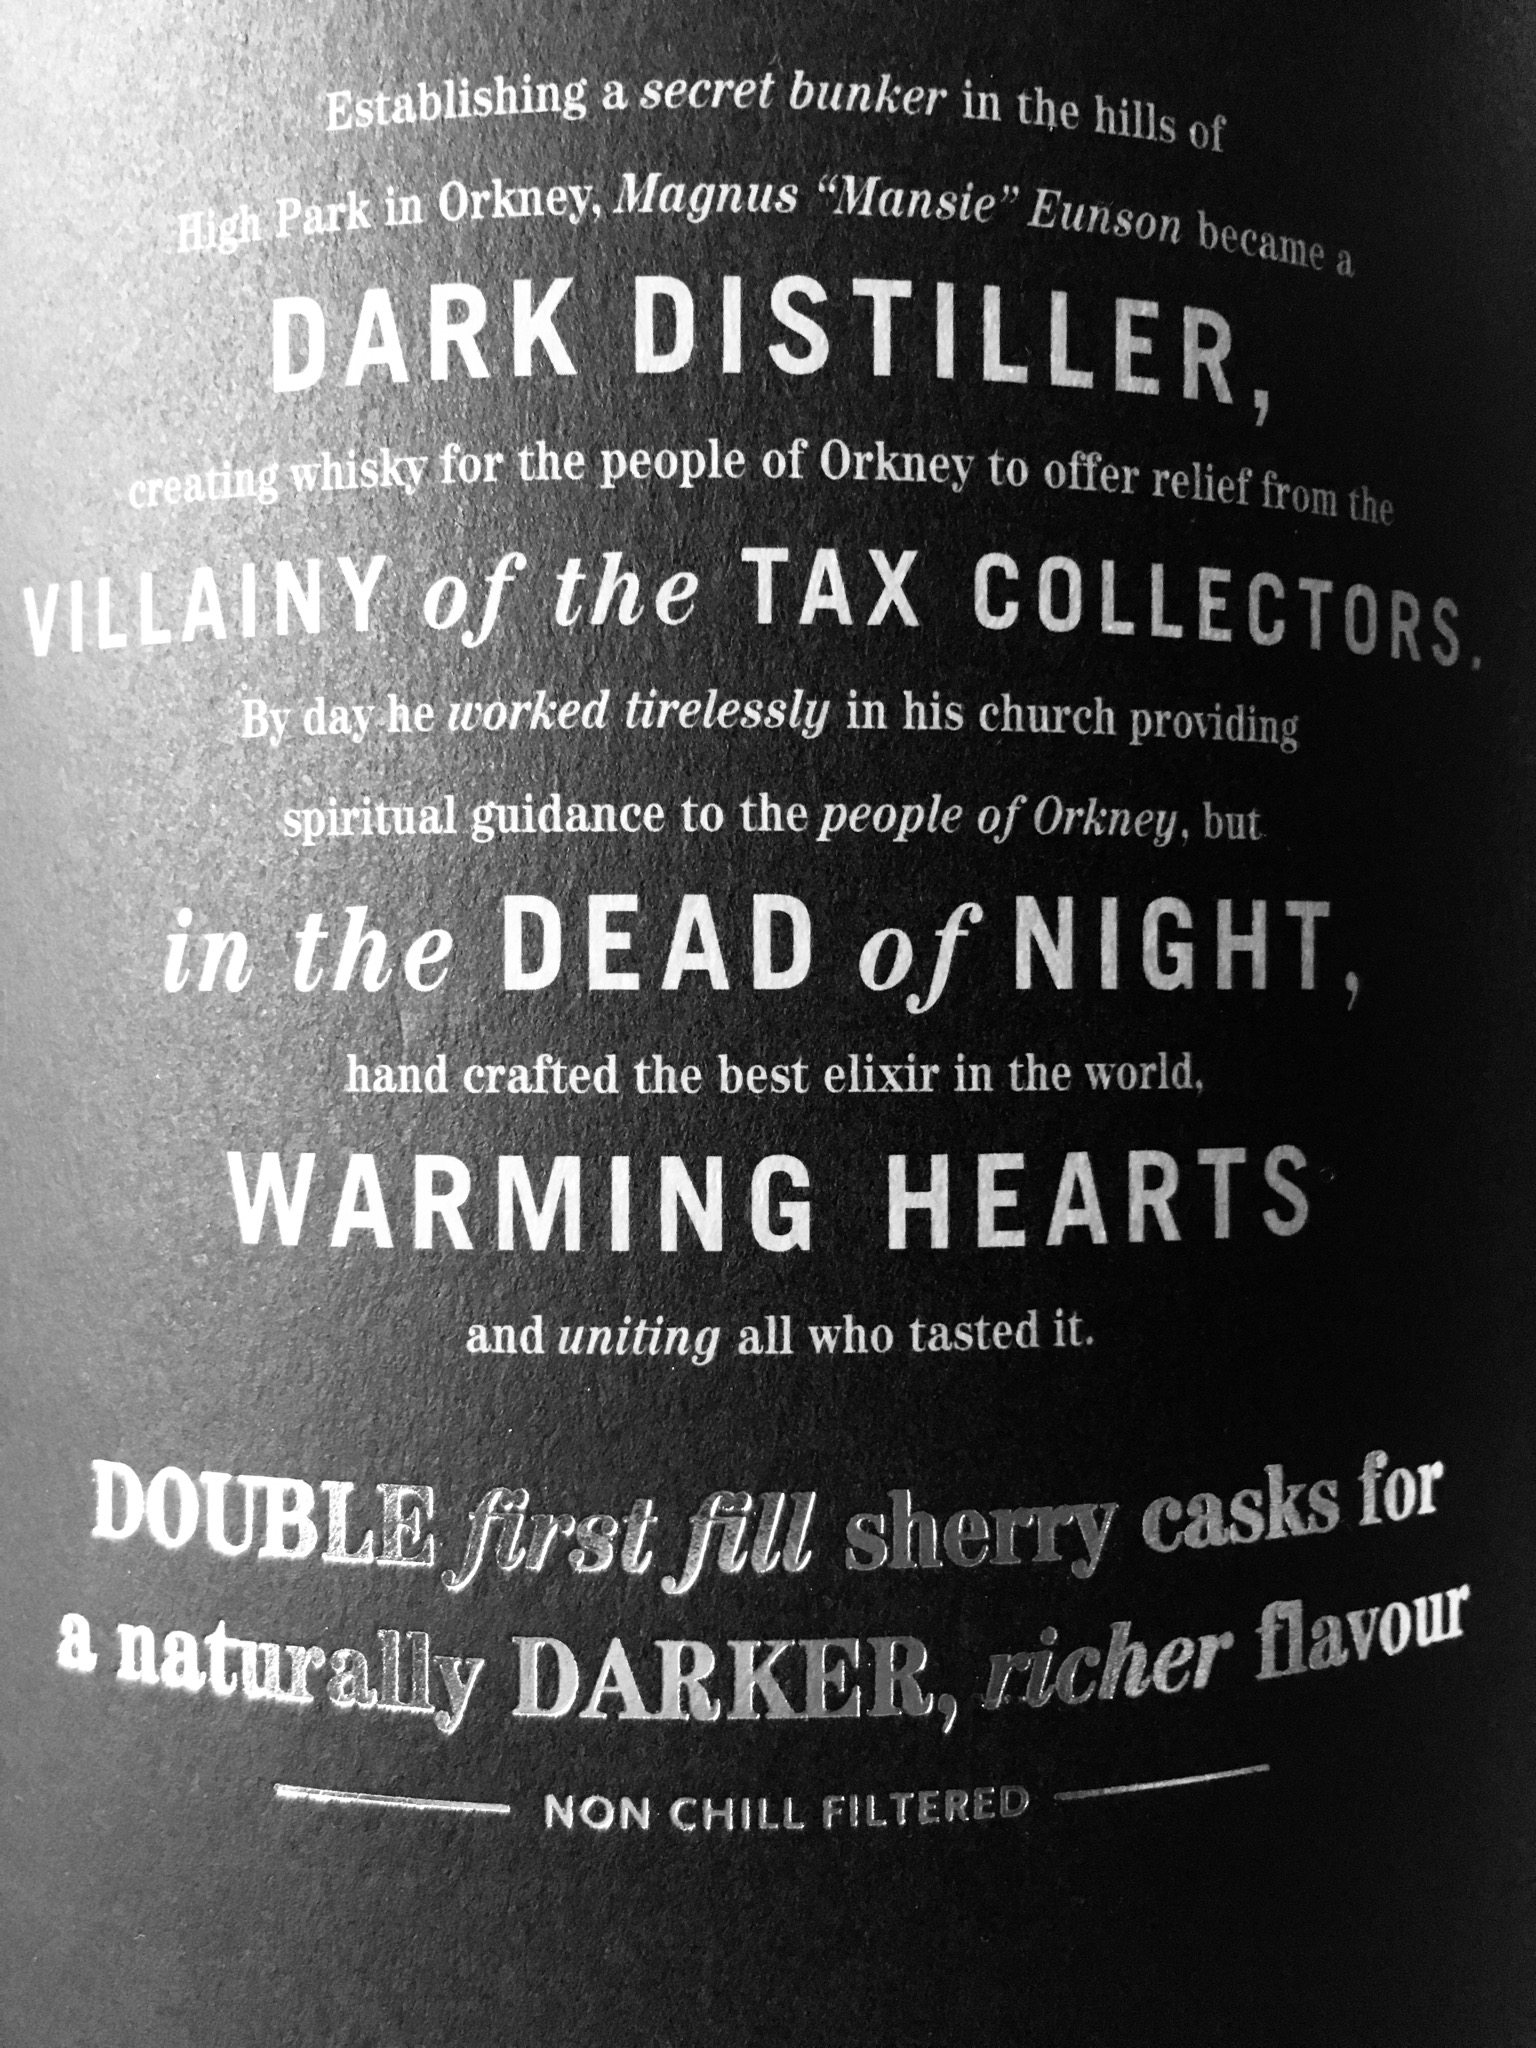 Establishing a secret bunker in the hills of
High Park in Orkney, Magnus “Mansie” Eunson became a
DARK DISTILLER,
creating whisky for the people of Orkney to offer relief from the
VILLAINY of the TAX COLLECTORS.
By day he worked tirelessly in his church providing
spiritual guidance to the people of Orkney, but
in the DEAD of NIGHT,
hand crafted the best elixir in the world,
WARMING HEARTS
and uniting all who tasted it.
DOUBLE first fill sherry casks for
a naturally DARKER, richer flavour
NON CHILL FILTERED